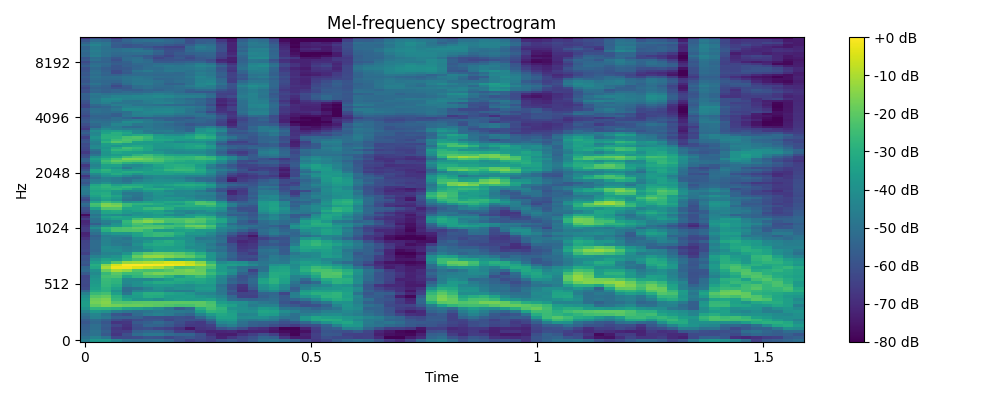 Mel-frequency spectrogram
8192
4096
2048
1024
512
0
Hz
0
0.5
1
1.5
Time
+0 dB
-10 dB
-20 dB
-30 dB
-40 dB
-50 dB
-60 dB
-70 dB
-80 dB